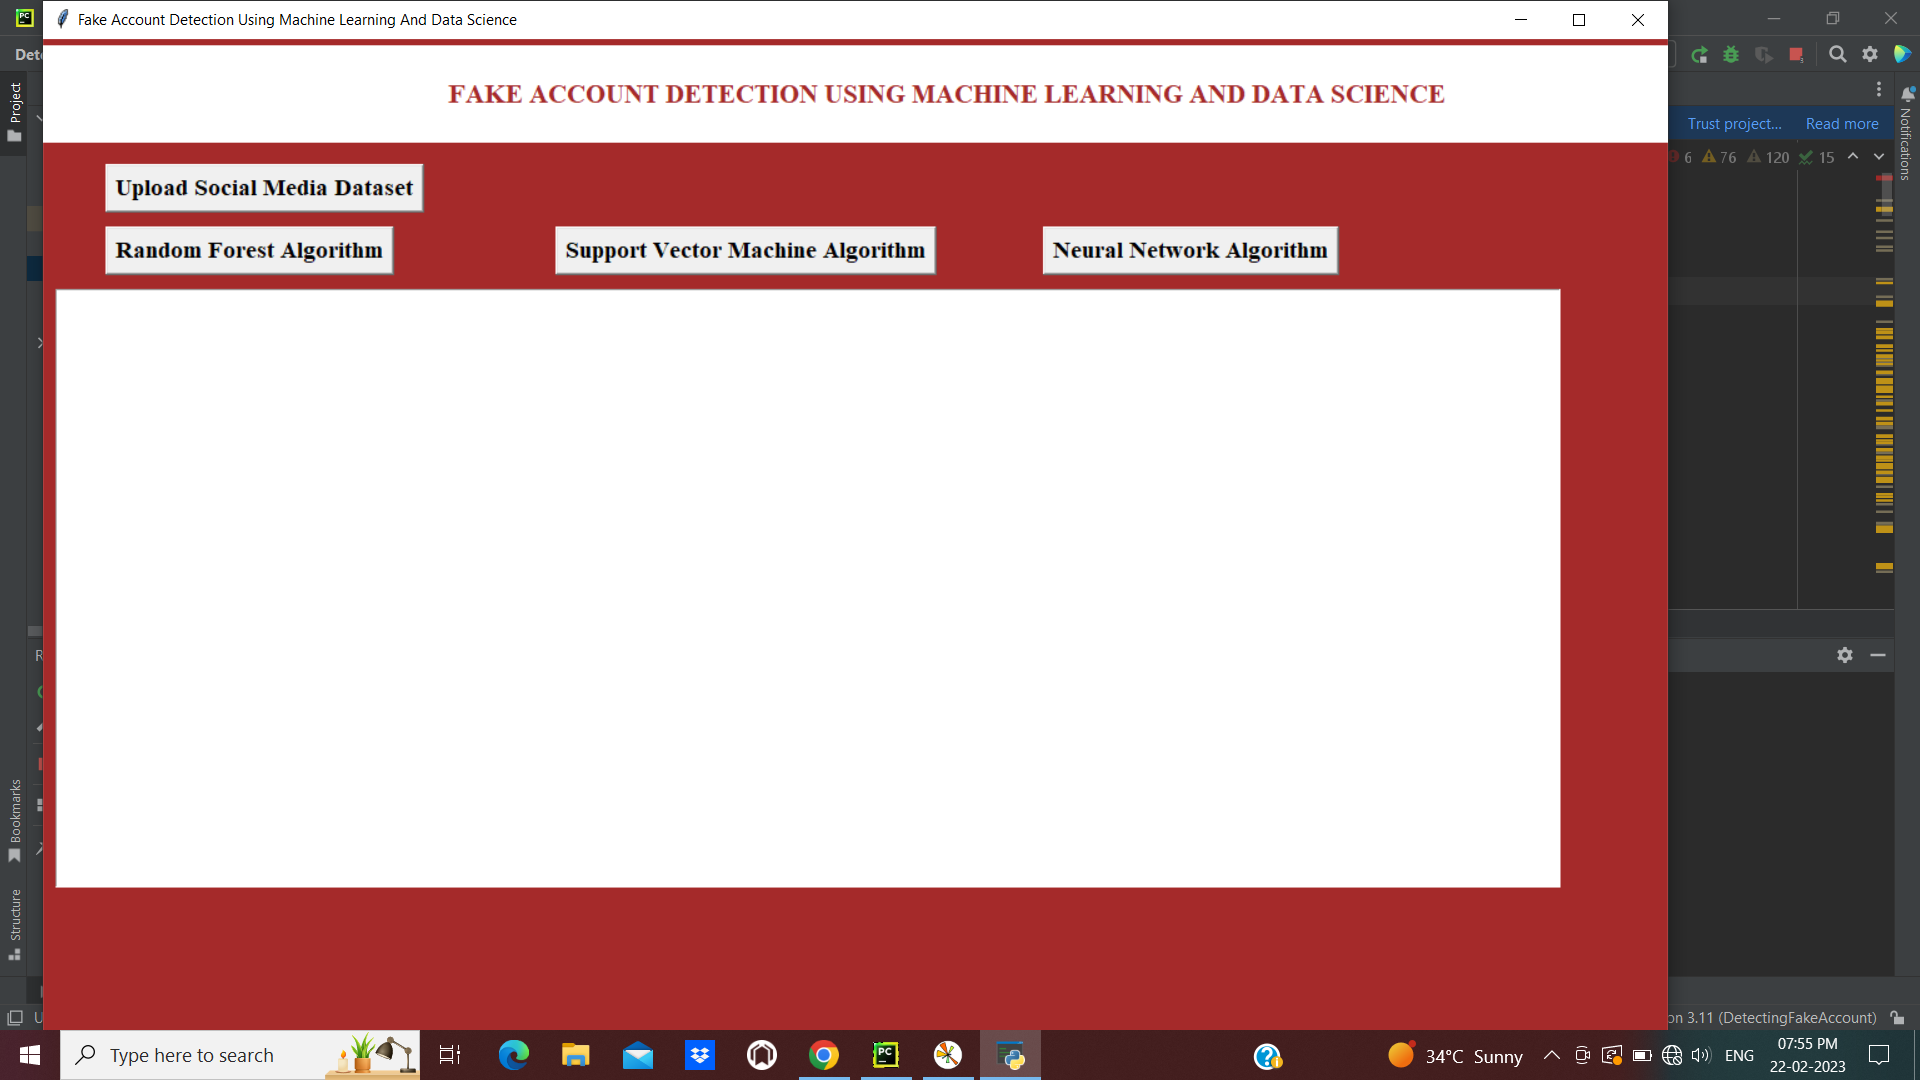 PC
Fake Account Detection Using Machine Learning And Data Science
Dete
FAKE ACCOUNT DETECTION USING MACHINE LEARNING AND DATA SCIENCE
Project
Notifications
Trust project... Read more
6 76 120 15
Upload Social Media Dataset
Random Forest Algorithm Support Vector Machine Algorithm Neural Network Algorithm
R
Bookmarks
Structure
U
on 3.11 (DetectingFakeAccount)
Type here to search
PC
34°C Sunny
ENG
07:55 PM
22-02-2023